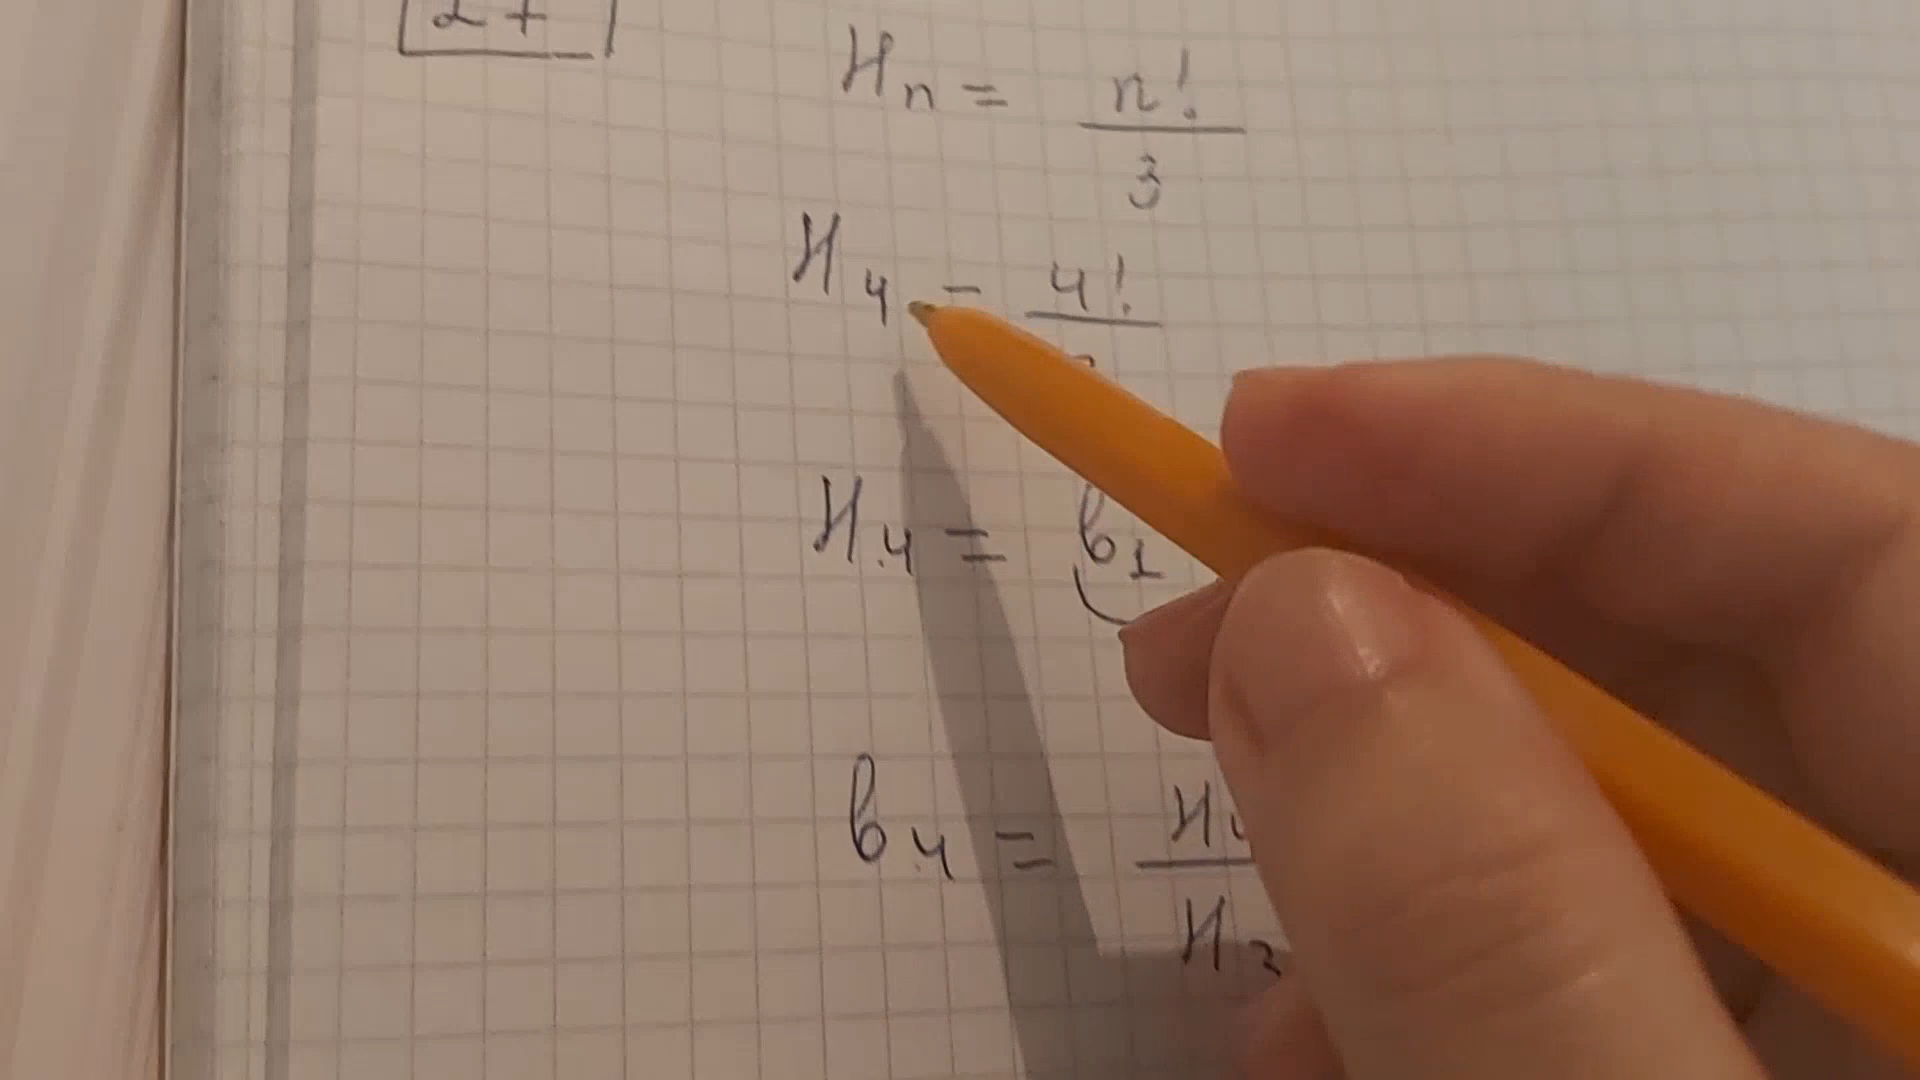 Hn = n! / 3
H4 = 4!
H4 = b1
b4 = H4 / H3